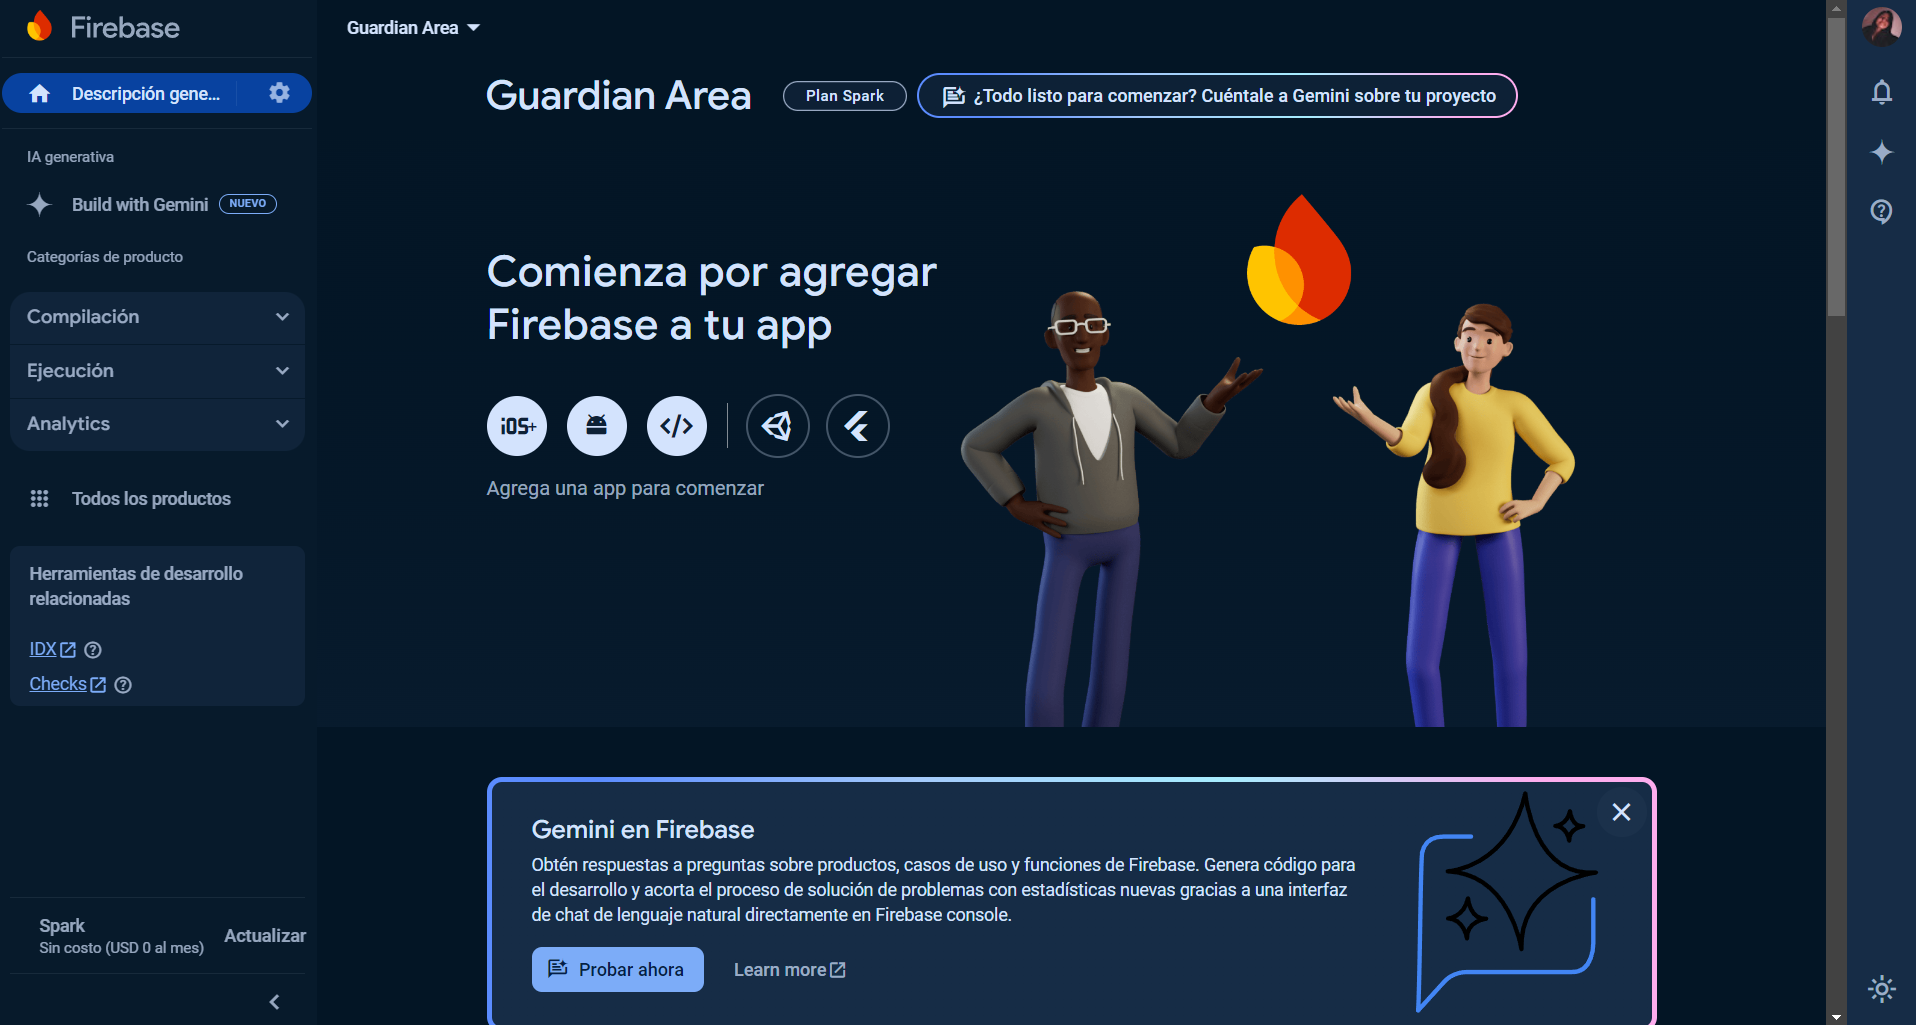 Firebase
Guardian Area
Descripción gene...
Guardian Area
Plan Spark
¿Todo listo para comenzar? Cuéntale a Gemini sobre tu proyecto
IA generativa
Build with Gemini
NUEVO
Categorías de producto
Compilación
Ejecución
Analytics
Todos los productos
Herramientas de desarrollo
relacionadas
IDX
Checks
Spark
Sin costo (USD 0 al mes)
Actualizar
Comienza por agregar
Firebase a tu app
iOS+
</>
Agrega una app para comenzar
Gemini en Firebase
Obtén respuestas a preguntas sobre productos, casos de uso y funciones de Firebase. Genera código para
el desarrollo y acorta el proceso de solución de problemas con estadísticas nuevas gracias a una interfaz
de chat de lenguaje natural directamente en Firebase console.
Probar ahora
Learn more